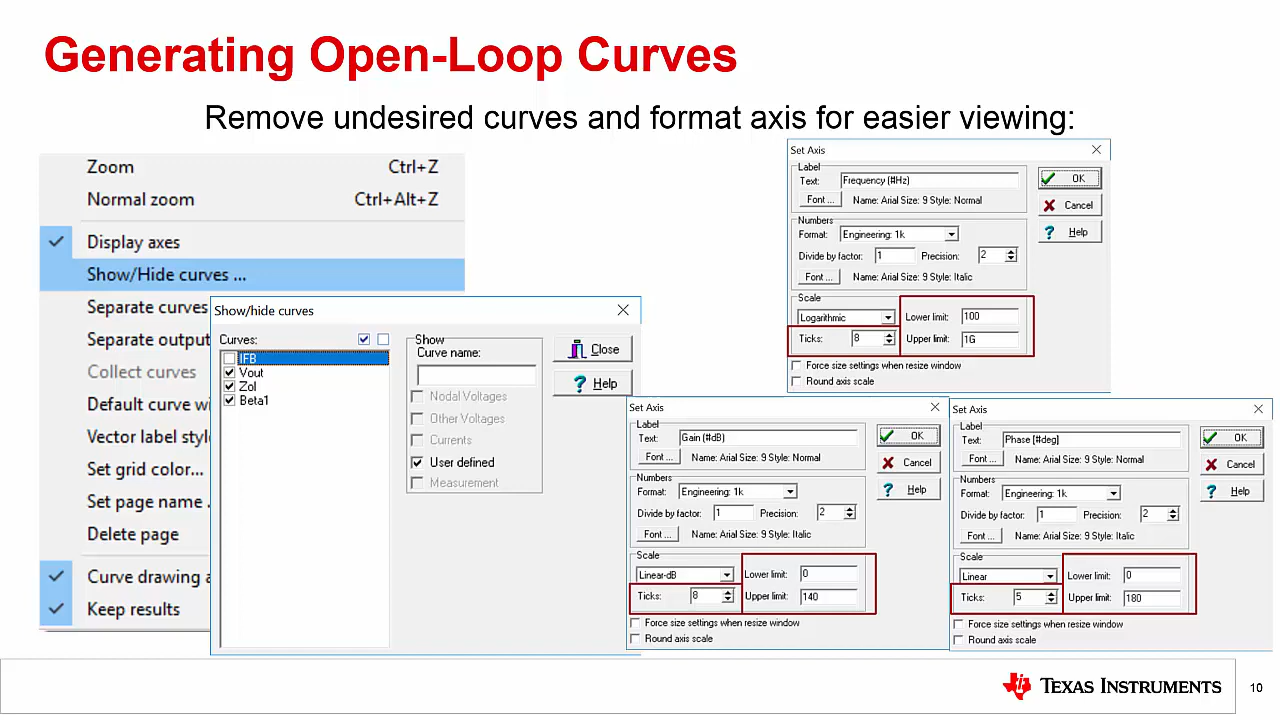 Generating Open-Loop Curves
Remove undesired curves and format axis for easier viewing:
Zoom Ctrl+Z
Normal zoom Ctrl+Alt+Z
Display axes
Show/Hide curves ...
Separate curves
Separate output
Collect curves
Default curve wi
Vector label style
Set grid color...
Set page name .
Delete page
Curve drawing a
Keep results
Show/hide curves
Curves:
IFB
Vout
Zol
Beta1
Show
Curve name:
Nodal Voltages
Other Voltages
Currents
User defined
Measurement
Close
? Help
Set Axis
Label
Text: Frequency (#Hz)
Font ... Name: Arial Size: 9 Style: Normal
Numbers
Format: Engineering: 1k
Divide by factor: 1 Precision: 2
Font ... Name: Arial Size: 9 Style: Italic
Scale
Logarithmic
Lower limit: 100
Ticks: 8
Upper limit: 1G
Force size settings when resize window
Round axis scale
OK
Cancel
? Help
Set Axis
Label
Text: Gain (#dB)
Font ... Name: Arial Size: 9 Style: Normal
Numbers
Format: Engineering: 1k
Divide by factor: 1 Precision: 2
Font ... Name: Arial Size: 9 Style: Italic
Scale
Linear-dB
Lower limit: 0
Ticks: 8
Upper limit: 140
Force size settings when resize window
Round axis scale
OK
Cancel
? Help
Set Axis
Label
Text: Phase [#deg]
Font ... Name: Arial Size: 9 Style: Normal
Numbers
Format: Engineering: 1k
Divide by factor: 1 Precision: 2
Font ... Name: Arial Size: 9 Style: Italic
Scale
Linear
Lower limit: 0
Ticks: 5
Upper limit: 180
Force size settings when resize window
Round axis scale
OK
Cancel
? Help
TEXAS INSTRUMENTS
10